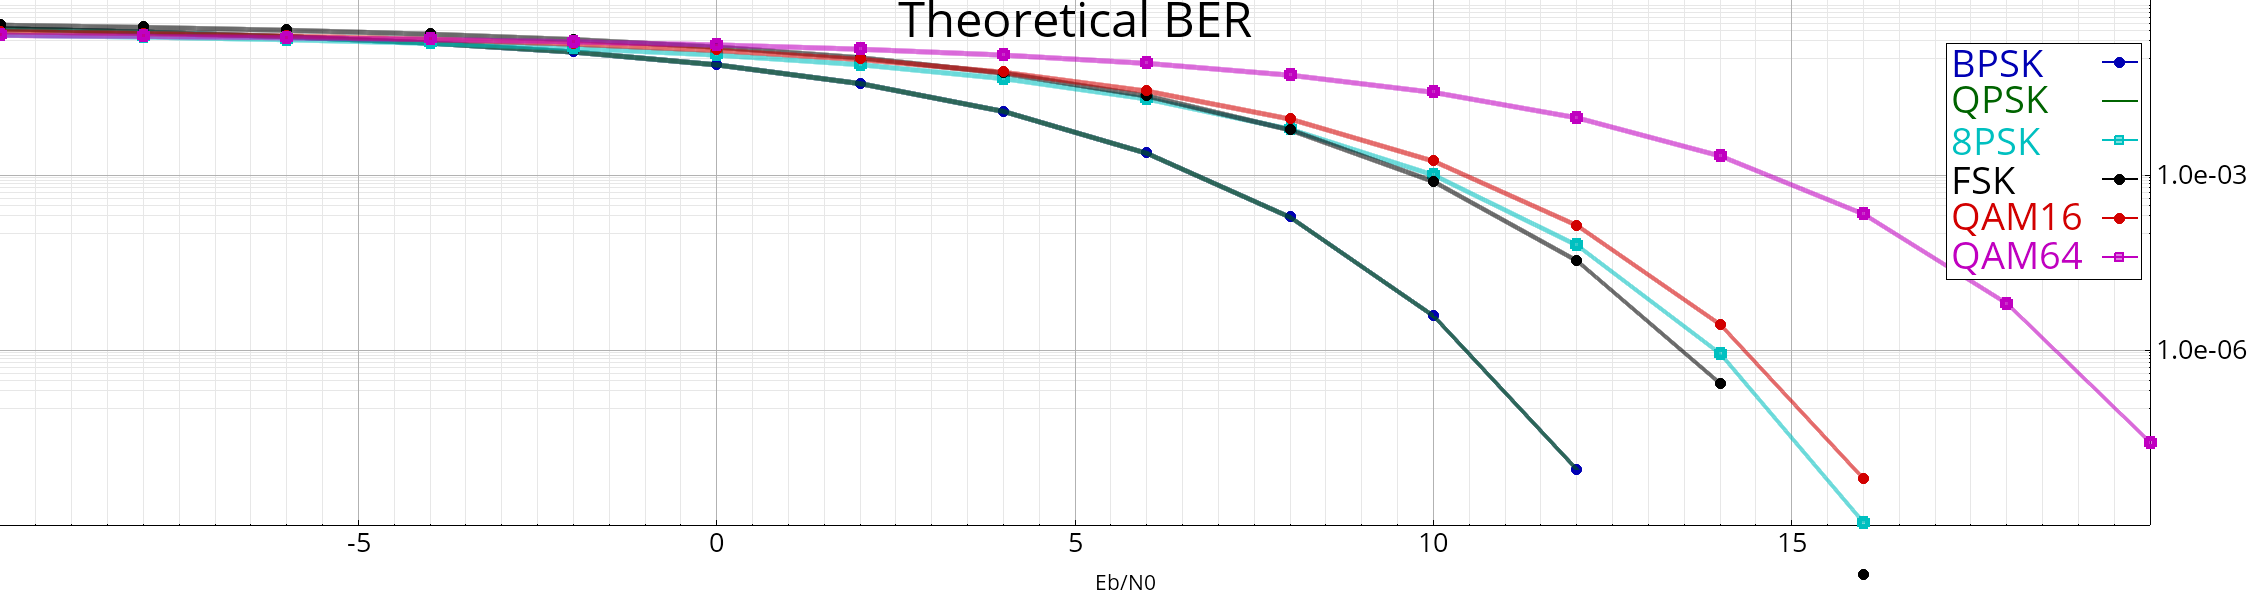 Theoretical BER
BPSK
QPSK
8PSK
FSK
QAM16
QAM64
1.0e-03
1.0e-06
-5 0 5 10 15
Eb/N0